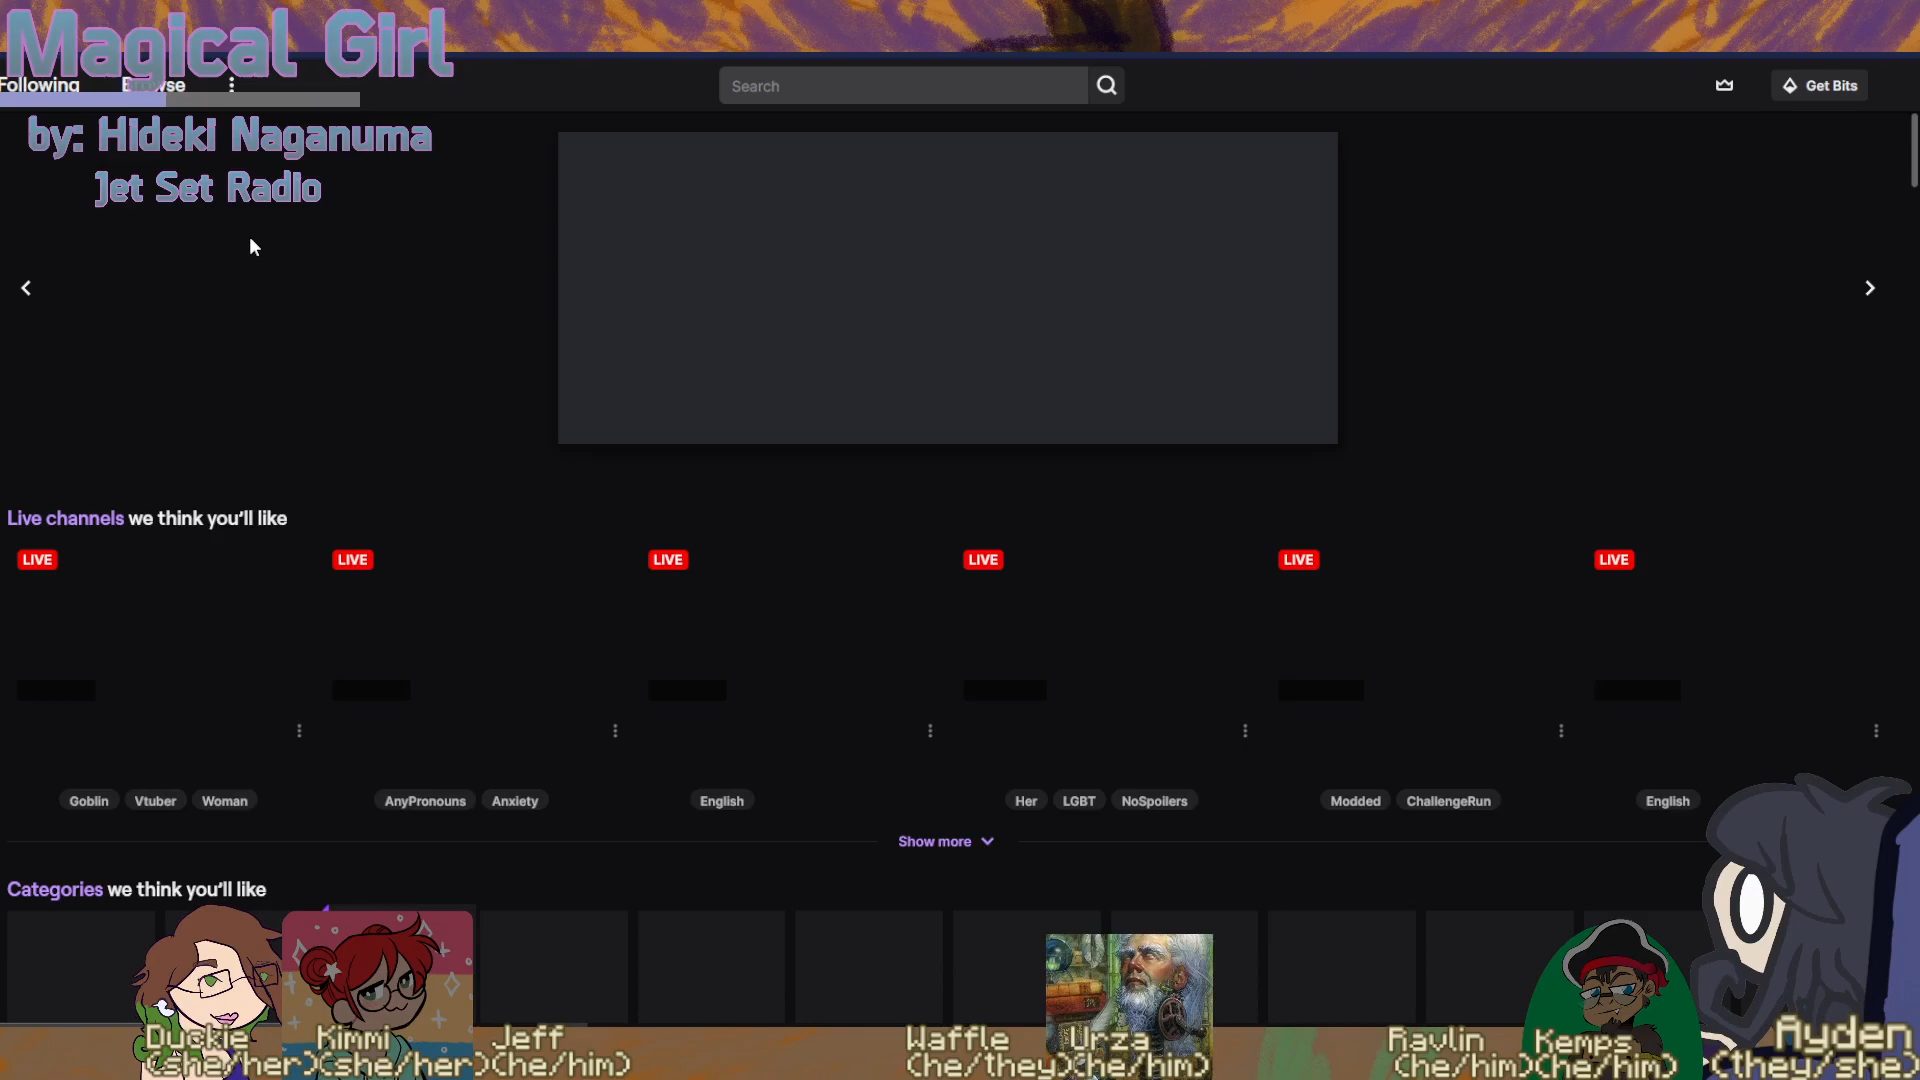 Magical Girl
Following
Browse
Search
Get Bits
by: Hideki Naganuma
Jet Set Radio
Live channels we think you'll like
LIVE
LIVE
LIVE
LIVE
LIVE
LIVE
Goblin Vtuber Woman
AnyPronouns Anxiety
English
Her LGBT NoSpoilers
Modded ChallengeRun
English
Show more
Categories we think you'll like
Duckie
(she/her)
Kimmi
(she/her)
Jeff
(he/him)
Waffle
(he/they)
Urza
(he/him)
Ravlin
(he/him)
Kemps
(he/him)
Ayden
(they/she)